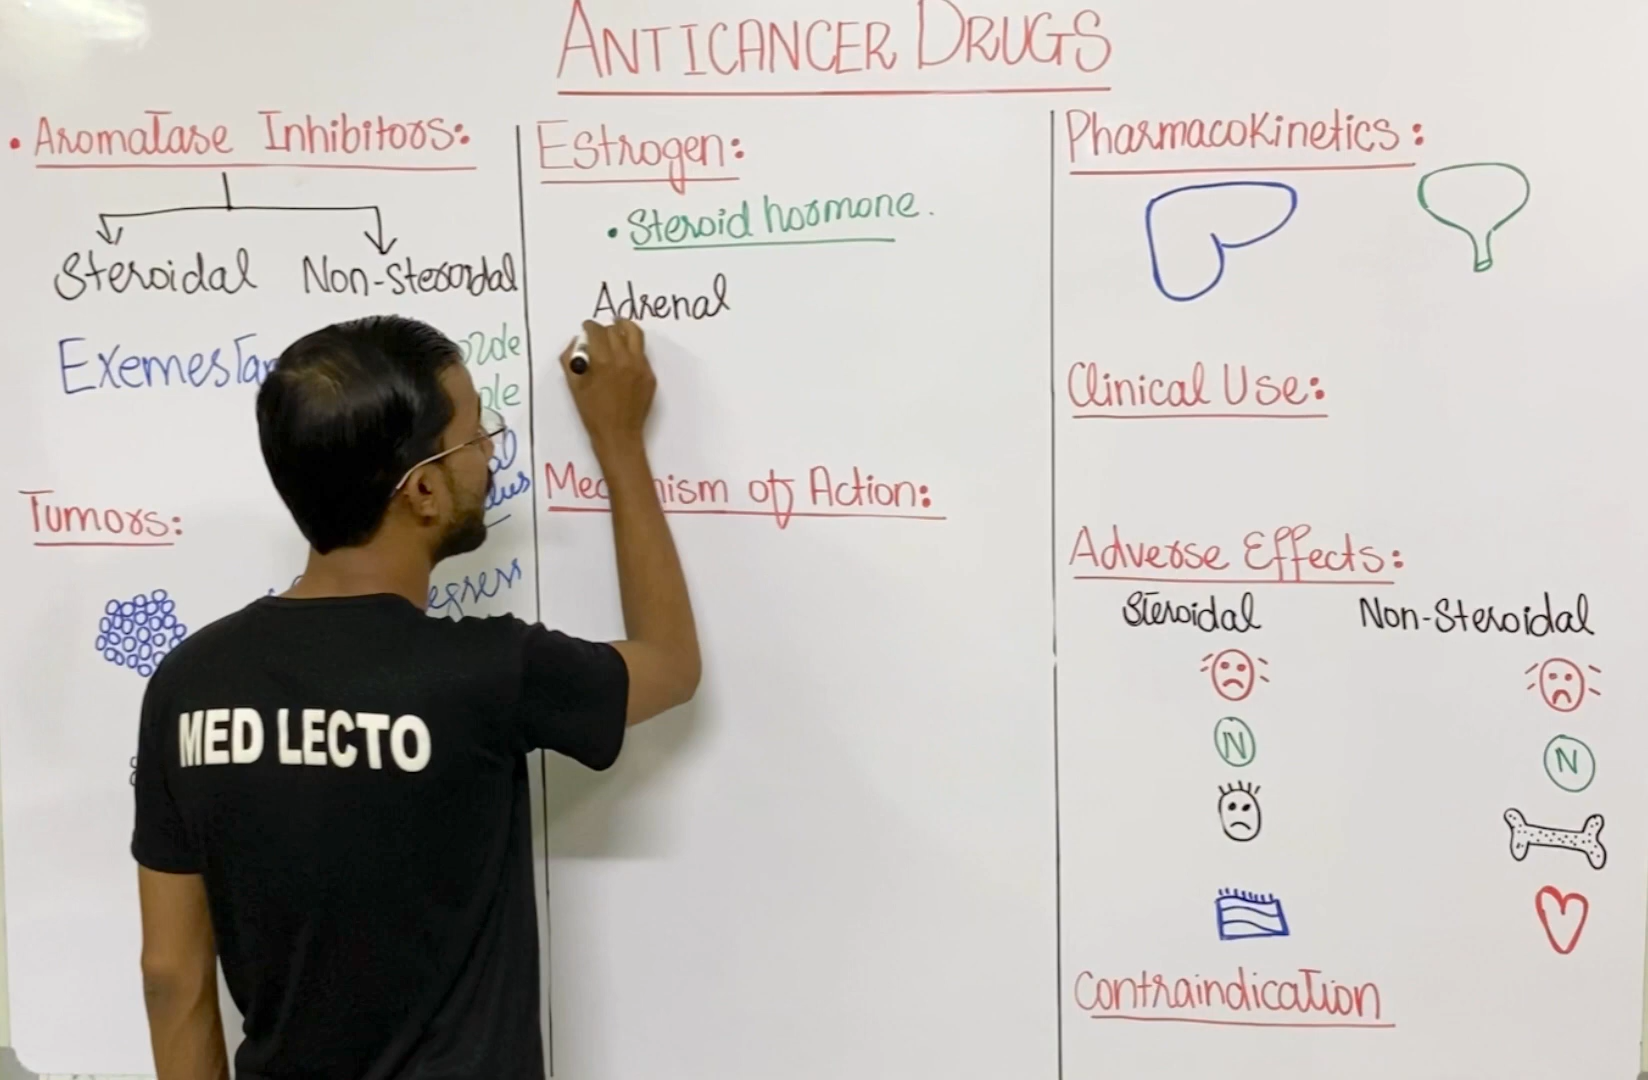 ANTICANCER DRUGS
• Aromatase Inhibitors:
Steroidal
Non-Steroidal
Tumors:
Estrogen:
• Steroid hormone.
Adrenal
Mechanism of Action:
Pharmacokinetics:
Clinical Use:
Adverse Effects:
Steroidal
Non-Steroidal
N
N
Contraindication
MED LECTO